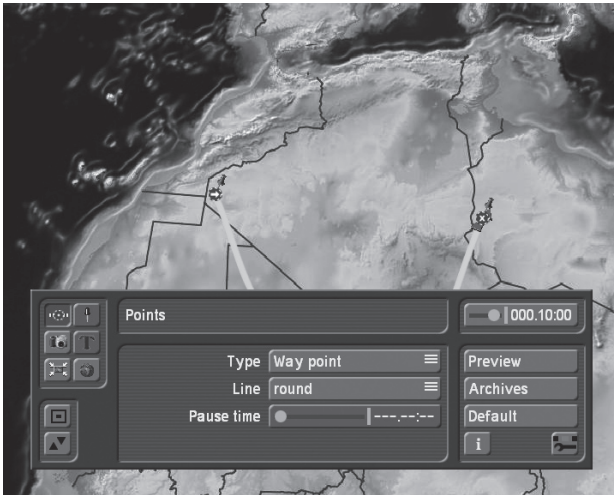 Points
000.10:00
Type Way point
Line round
Pause time ---.--:--
Preview
Archives
Default
i
T